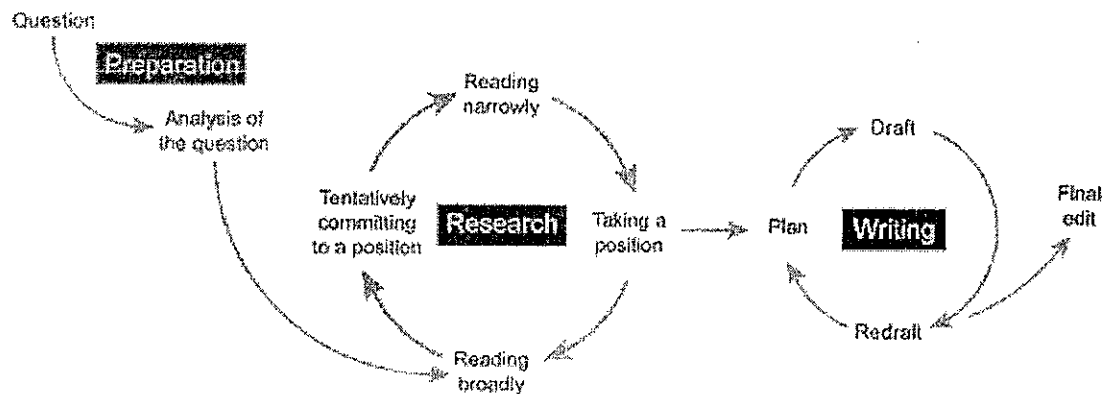 Question
Preparation
Analysis of
the question
Reading
narrowly
Tentatively
committing
to a position
Research
Taking a
position
Reading
broadly
Draft
Plan
Writing
Redraft
Final
edit